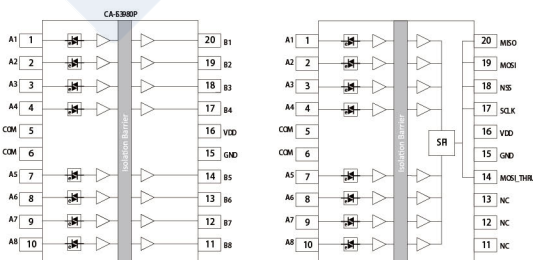 CA-53980P
A1 1 20 B1
A2 2 19 B2
A3 3 18 B3
A4 4 17 B4
COM 5 16 VDD
COM 6 15 GND
A5 7 14 B5
A6 8 13 B6
A7 9 12 B7
A8 10 11 B8
Isolation Barrier
A1 1 20 MISO
A2 2 19 MOSI
A3 3 18 NSS
A4 4 17 SCLK
COM 5 16 VDD
COM 6 15 GND
A5 7 14 MOSI_THRU
A6 8 13 NC
A7 9 12 NC
A8 10 11 NC
Isolation Barrier
SPI